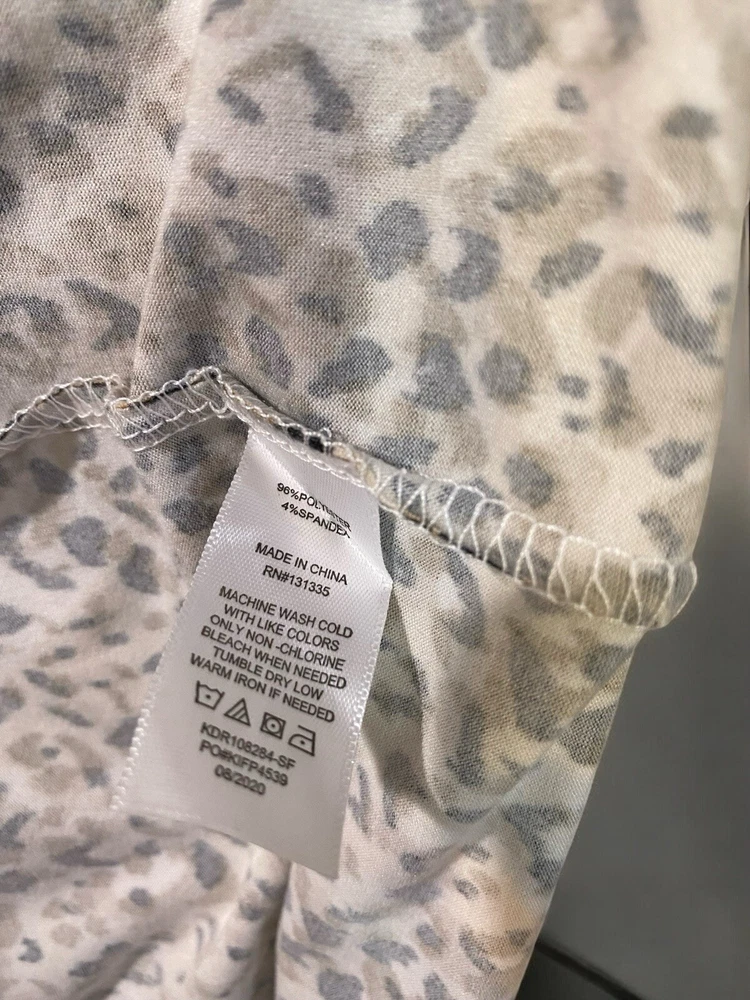 96%POLYESTER
4%SPANDEX
MADE IN CHINA
RN#131335
MACHINE WASH COLD
WITH LIKE COLORS
ONLY NON -CHLORINE
BLEACH WHEN NEEDED
TUMBLE DRY LOW
WARM IRON IF NEEDED
KDR108284-SF
PO#KIFP4539
08/2020